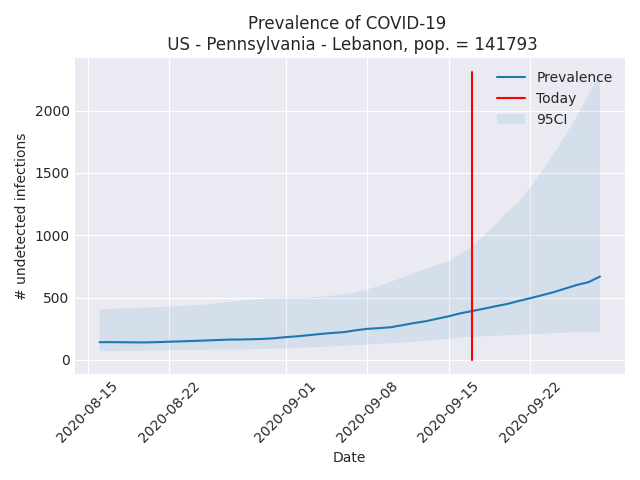 Prevalence of COVID-19
US - Pennsylvania - Lebanon, pop. = 141793
Prevalence
Today
95CI
2000
1500
1000
500
0
# undetected infections
2020-08-15
2020-08-22
2020-09-01
2020-09-08
2020-09-15
2020-09-22
Date